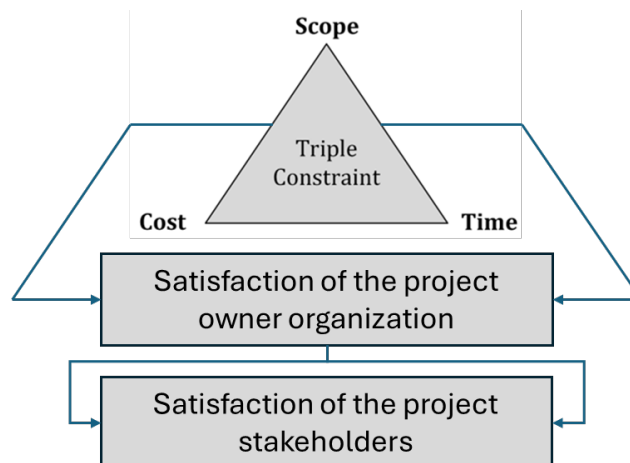 Scope
Triple
Constraint
Cost
Time
Satisfaction of the project
owner organization
Satisfaction of the project
stakeholders